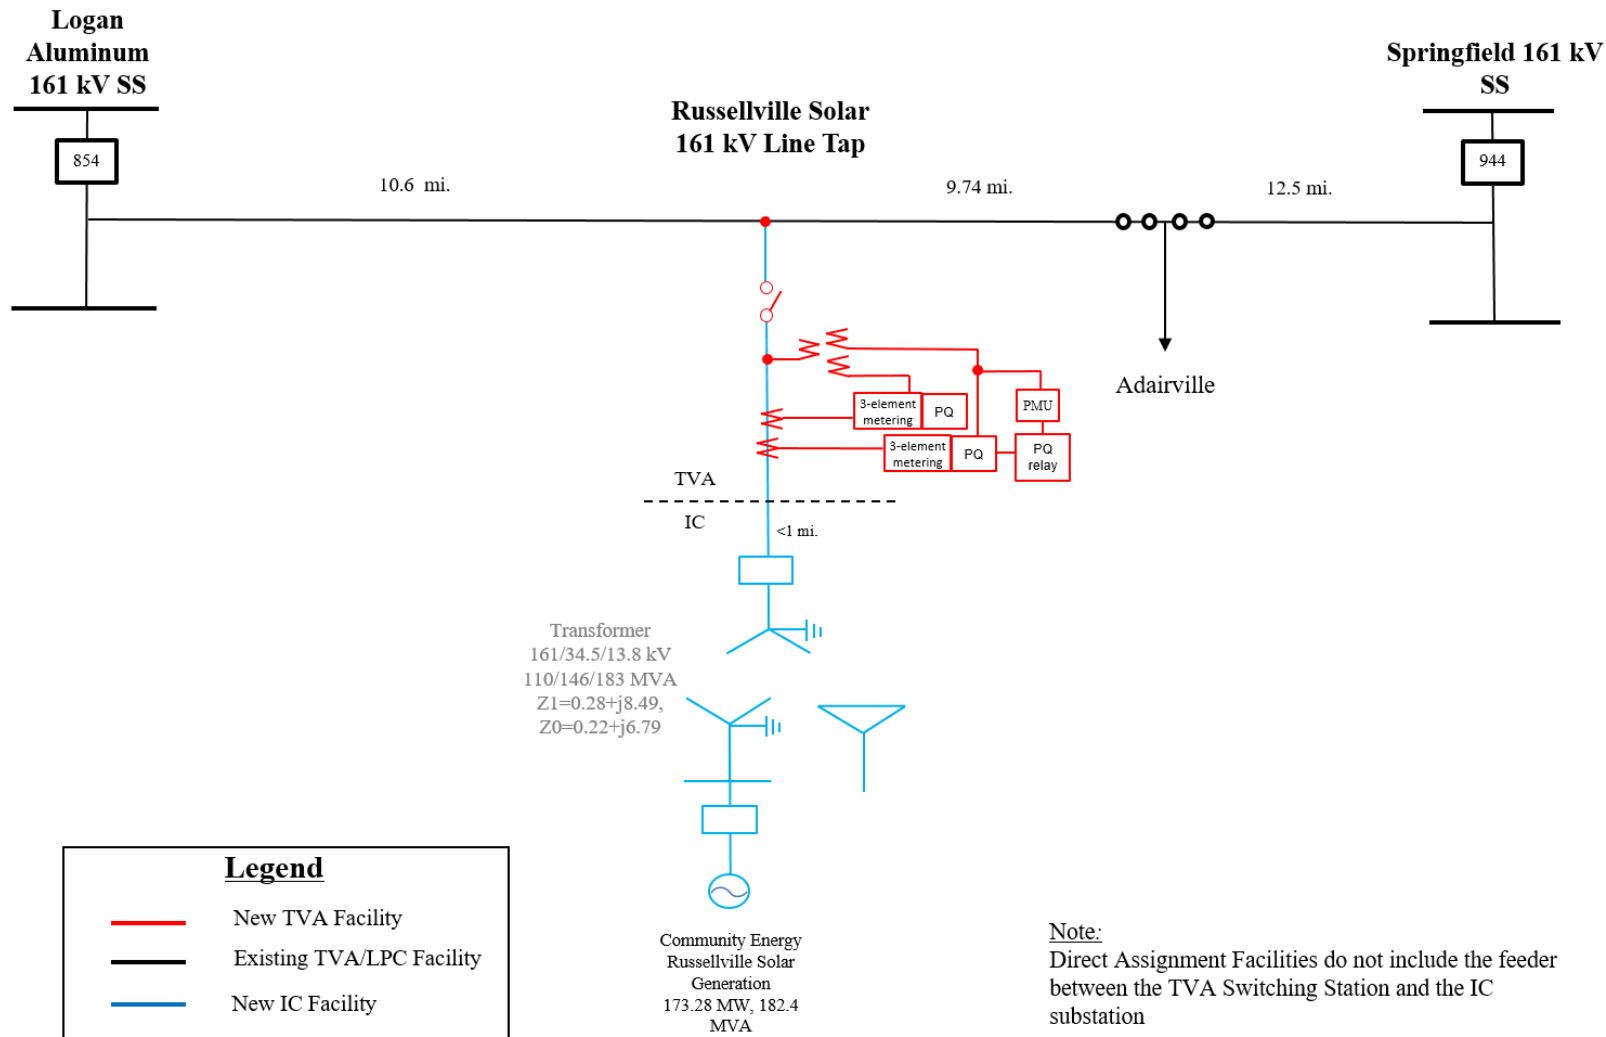 Logan
Aluminum
161 kV SS
854
Russellville Solar
161 kV Line Tap
Springfield 161 kV
SS
944
10.6 mi.
9.74 mi.
12.5 mi.
Adairville
3-element
metering
PQ
PMU
3-element
metering
PQ
PQ
relay
TVA
IC
<1 mi.
Transformer
161/34.5/13.8 kV
110/146/183 MVA
Z1=0.28+j8.49,
Z0=0.22+j6.79
Community Energy
Russellville Solar
Generation
173.28 MW, 182.4
MVA
Legend
New TVA Facility
Existing TVA/LPC Facility
New IC Facility
Note:
Direct Assignment Facilities do not include the feeder
between the TVA Switching Station and the IC
substation